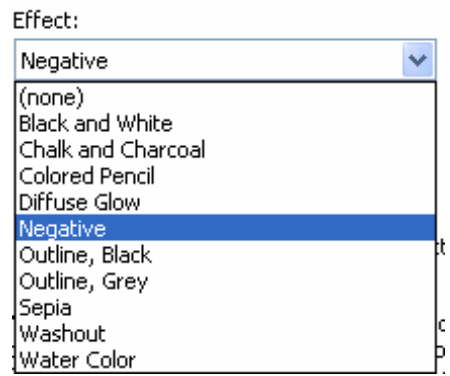 Effect:
Negative
(none)
Black and White
Chalk and Charcoal
Colored Pencil
Diffuse Glow
Negative
Outline, Black
Outline, Grey
Sepia
Washout
Water Color